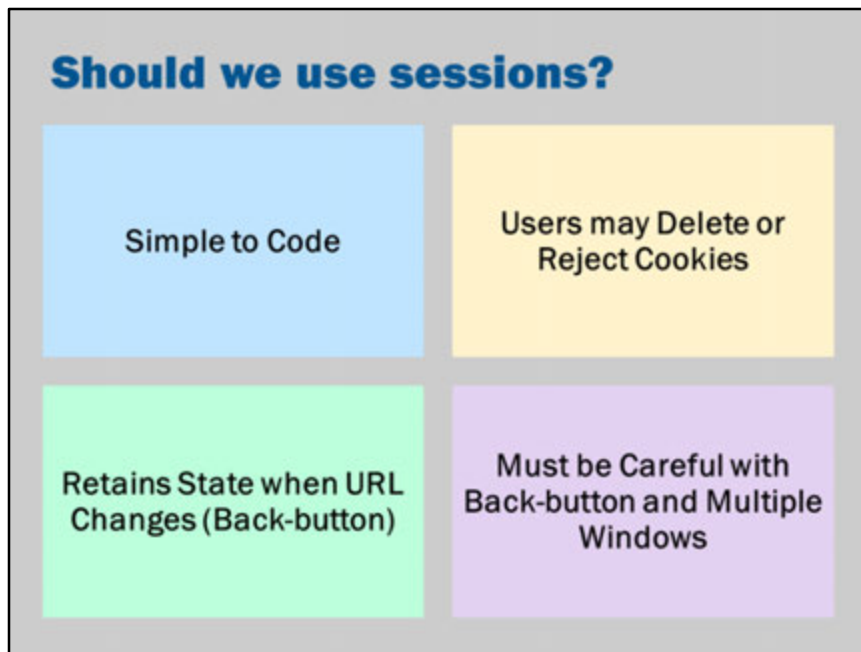 Should we use sessions?
Simple to Code
Users may Delete or
Reject Cookies
Retains State when URL
Changes (Back-button)
Must be Careful with
Back-button and Multiple
Windows